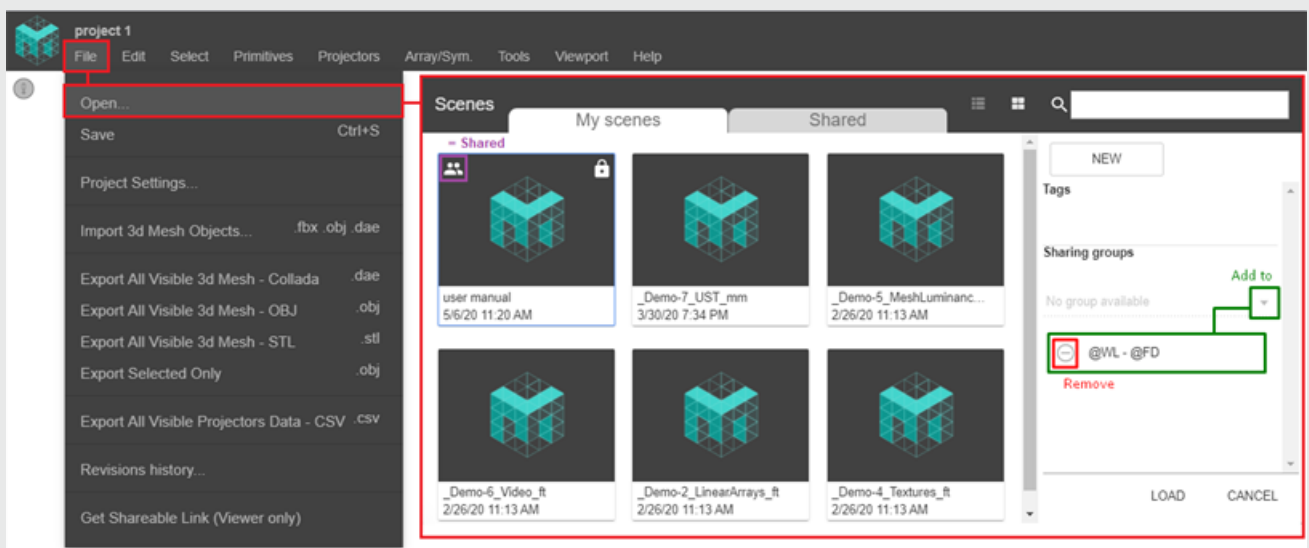 project 1
File Edit Select Primitives Projectors Array/Sym. Tools Viewport Help
Open...
Save Ctrl+S
Project Settings...
Import 3d Mesh Objects... .fbx .obj .dae
Export All Visible 3d Mesh - Collada .dae
Export All Visible 3d Mesh - OBJ .obj
Export All Visible 3d Mesh - STL .stl
Export Selected Only .obj
Export All Visible Projectors Data - CSV .csv
Revisions history...
Get Shareable Link (Viewer only)
Scenes
My scenes Shared
= Shared
user manual
5/6/20 11:20 AM
_Demo-7_UST_mm
3/30/20 7:34 PM
_Demo-5_MeshLuminanc...
2/26/20 11:13 AM
_Demo-6_Video_ft
2/26/20 11:13 AM
_Demo-2_LinearArrays_ft
2/26/20 11:13 AM
_Demo-4_Textures_ft
2/26/20 11:13 AM
NEW
Tags
Sharing groups
Add to
No group available
@WL - @FD
Remove
LOAD CANCEL